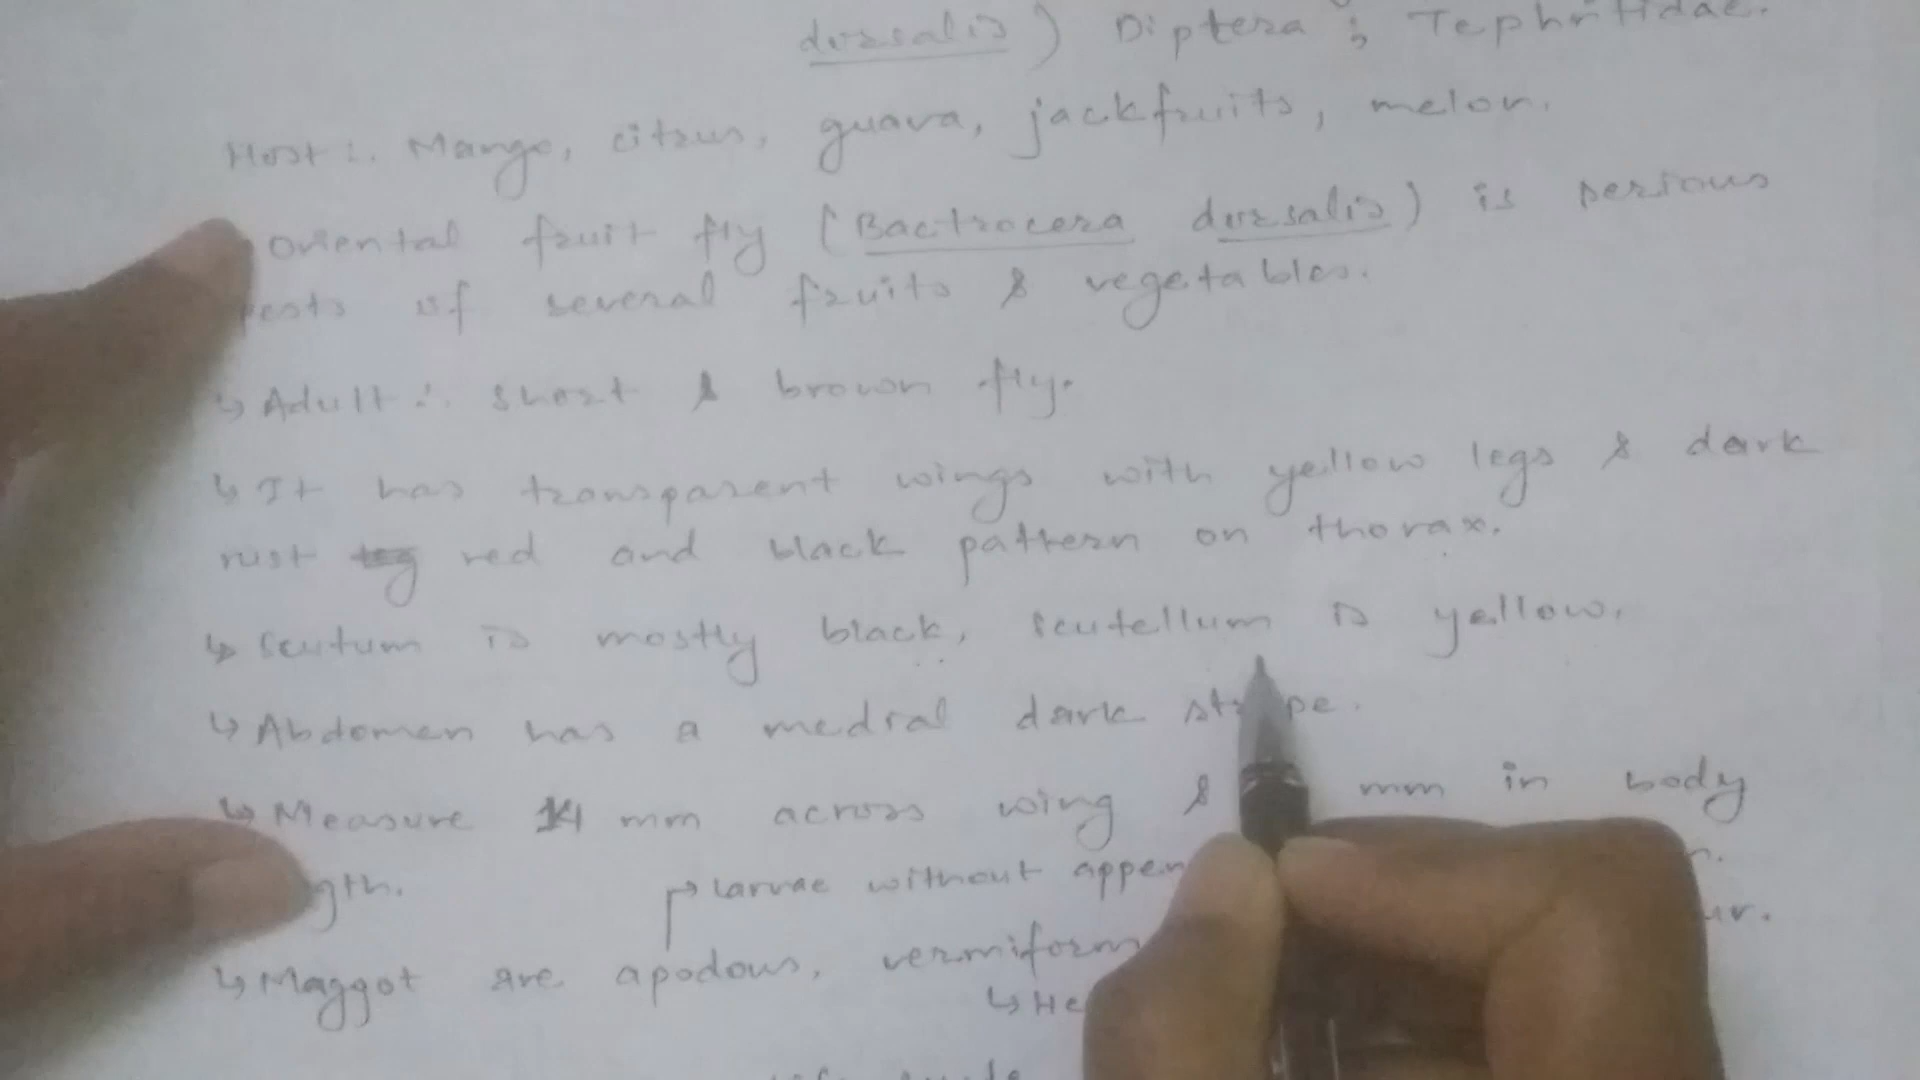 dorsalis) Diptera ; Tephritidae.
Host :. Mango, citrus, guava, jackfruits, melon.
oriental fruit fly (Bactrocera dorsalis) is serious
pests of several fruits & vegetables.
↳ Adult :. short & brown fly.
↳ It has transparent wings with yellow legs & dark
rust red and black pattern on thorax.
↳ Scutum is mostly black, scutellum is yellow.
↳ Abdomen has a medial dark stripe.
↳ Measure 14 mm across wing & mm in body
gth.
↳ larvae without appen
↳ Maggot are apodous, vermiform
↳ He